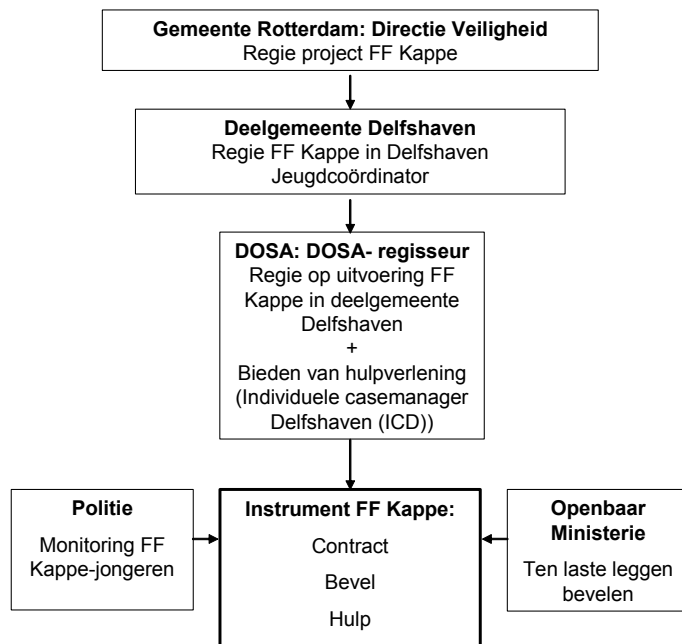 Gemeente Rotterdam: Directie Veiligheid
Regie project FF Kappe
Deelgemeente Delfshaven
Regie FF Kappe in Delfshaven
Jeugdcoördinator
DOSA: DOSA- regisseur
Regie op uitvoering FF
Kappe in deelgemeente
Delfshaven
+
Bieden van hulpverlening
(Individuele casemanager
Delfshaven (ICD))
Politie
Monitoring FF
Kappe-jongeren
Instrument FF Kappe:
Contract
Bevel
Hulp
Openbaar
Ministerie
Ten laste leggen
bevelen